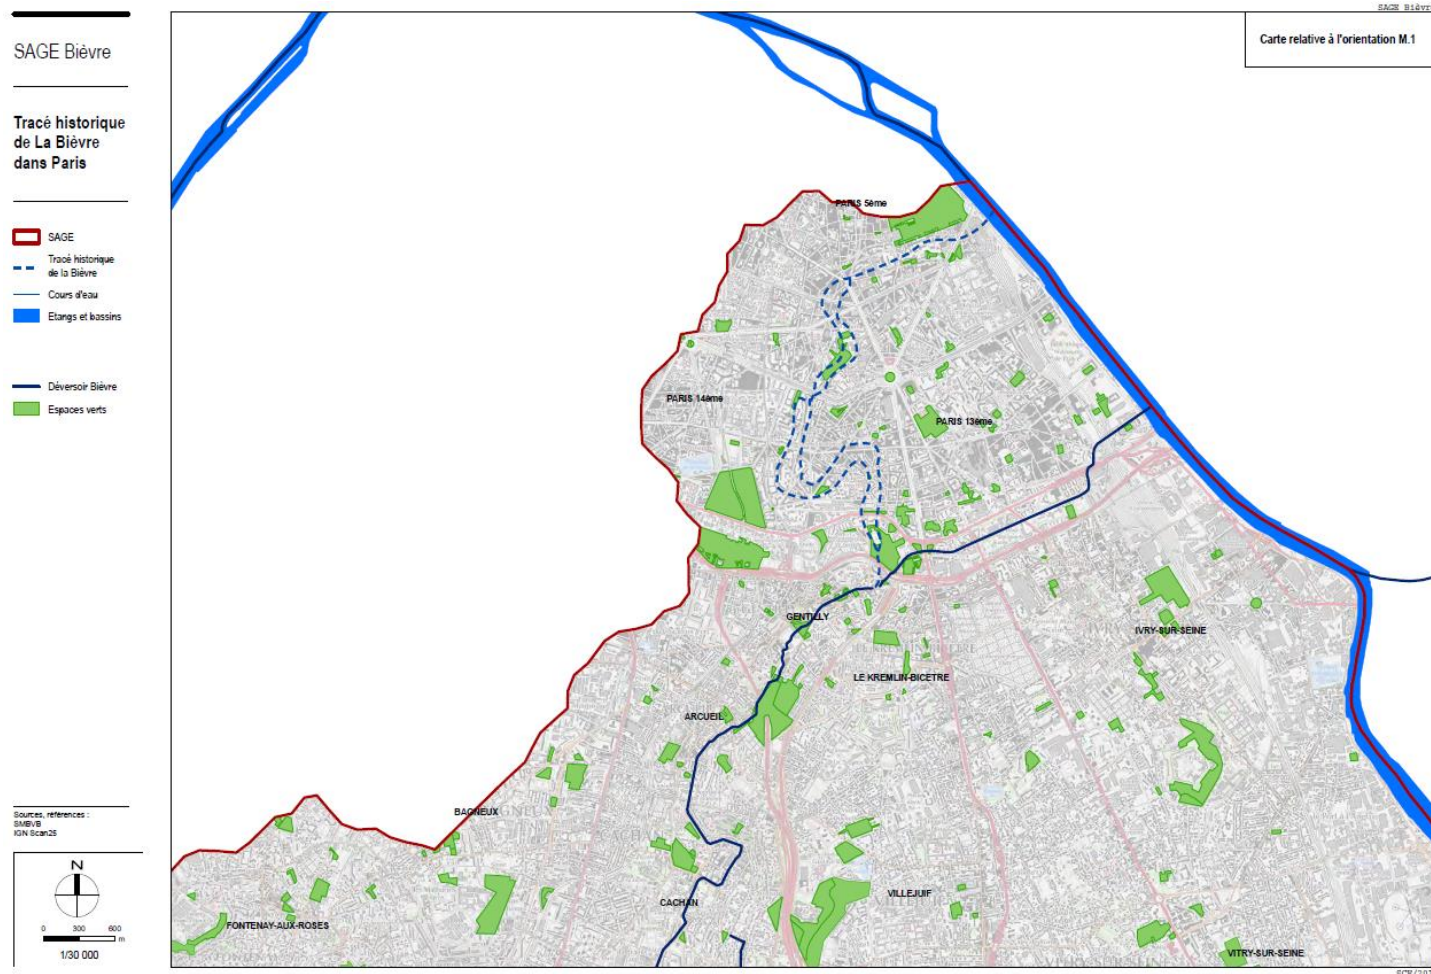 SAGE Bièvre
Tracé historique
de La Bièvre
dans Paris
SAGE
Tracé historique
de la Bièvre
Cours d'eau
Etangs et bassins
Déversoir Bièvre
Espaces verts
Sources, références :
SMBVB
IGN Scan25
N
0 300 600
m
1/30 000
Carte relative à l'orientation M.1
PARIS 5ème
PARIS 14ème
PARIS 13ème
GENTILLY
IVRY-SUR-SEINE
LE KREMLIN-BICETRE
ARCUEIL
BAGNEUX
VILLEJUIF
CACHAN
FONTENAY-AUX-ROSES
VITRY-SUR-SEINE